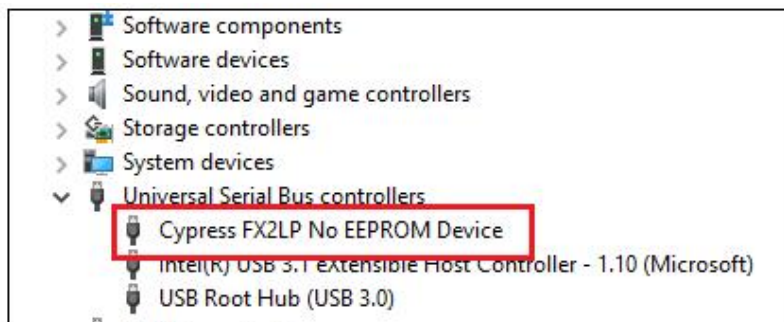 Software components
Software devices
Sound, video and game controllers
Storage controllers
System devices
Universal Serial Bus controllers
Cypress FX2LP No EEPROM Device
Intel(R) USB 3.1 eXtensible Host Controller - 1.10 (Microsoft)
USB Root Hub (USB 3.0)